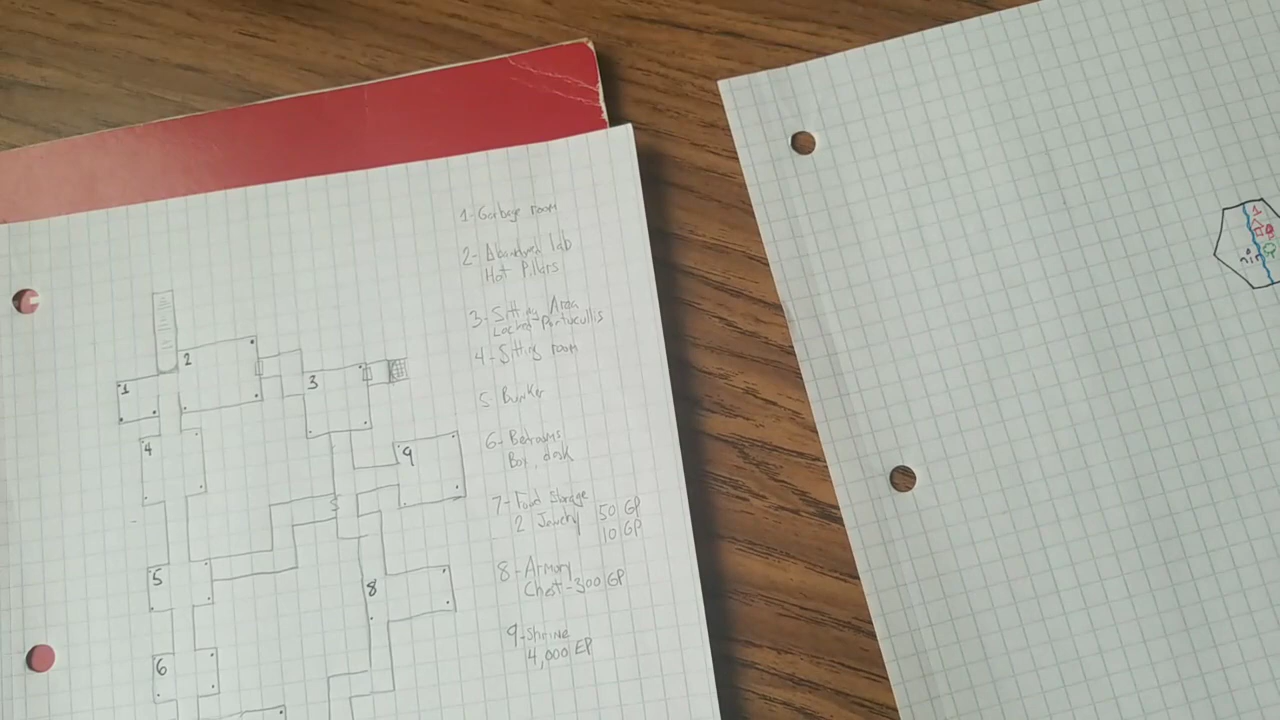 1-Garbage room
2-Abandoned lab
Hot Pillars
3-Sitting Area
Locked Portucullis
4-Sitting room
5-Bunker
6-Bedrooms
Box, desk
7-Food Storage
2 Jewelry 50 GP
10 GP
8-Armory
Chest-300 GP
9-Shrine
4,000 EP
1
2
3
4
9
5
8
6